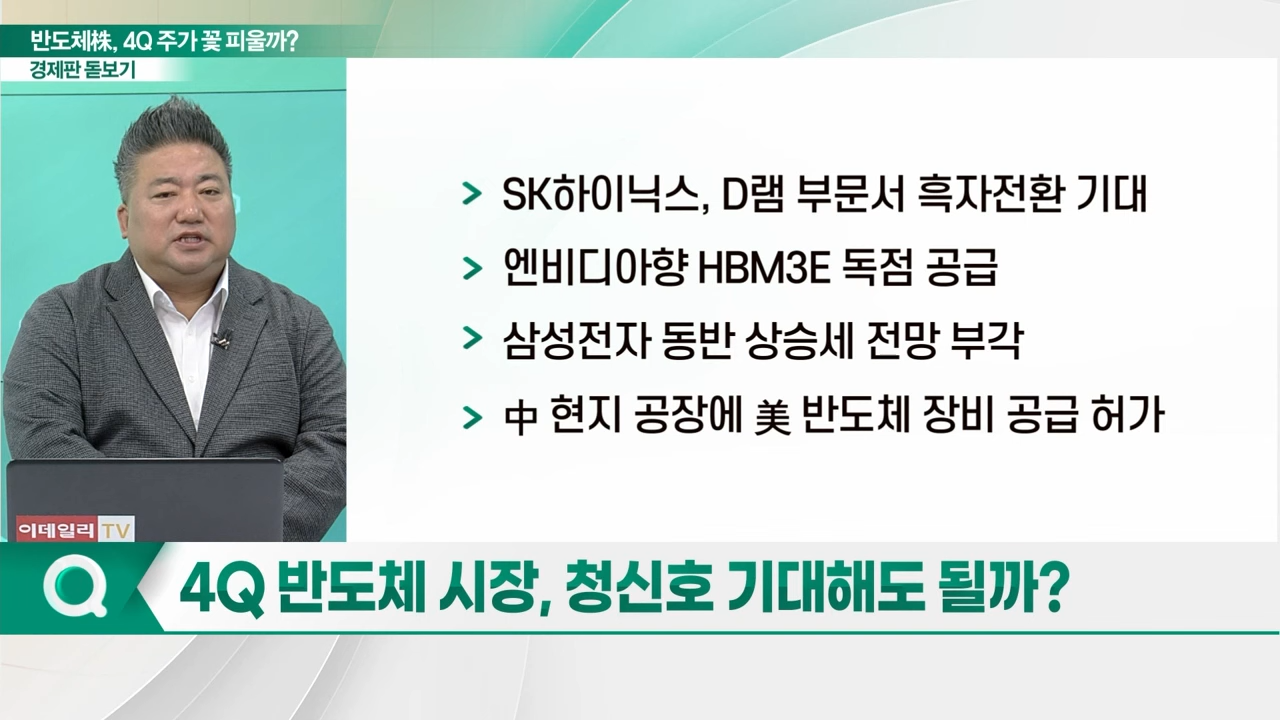 반도체株, 4Q 주가 꽃 피울까?
경제판 돋보기
> SK하이닉스, D램 부문서 흑자전환 기대
> 엔비디아향 HBM3E 독점 공급
> 삼성전자 동반 상승세 전망 부각
> 中 현지 공장에 美 반도체 장비 공급 허가
이데일리 TV
Q 4Q 반도체 시장, 청신호 기대해도 될까?